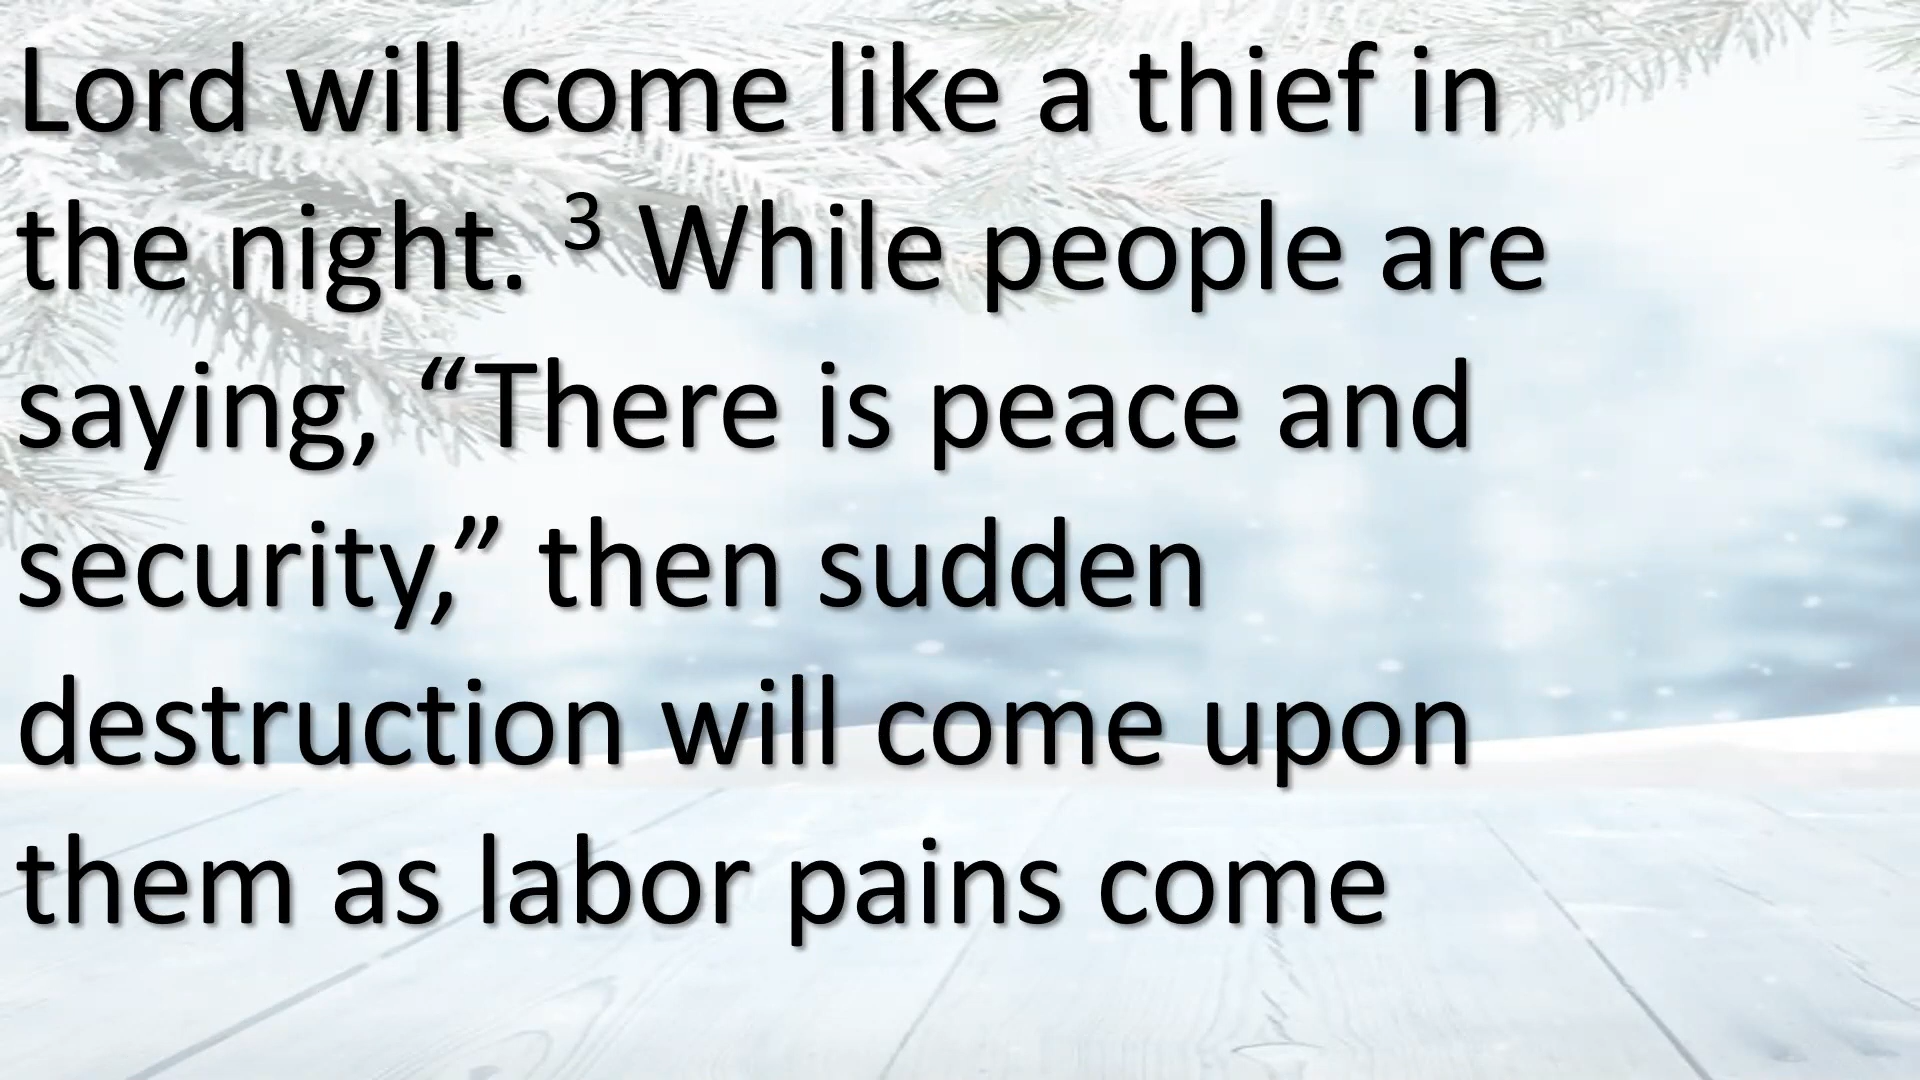 Lord will come like a thief in
the night. ³ While people are
saying, “There is peace and
security,” then sudden
destruction will come upon
them as labor pains come